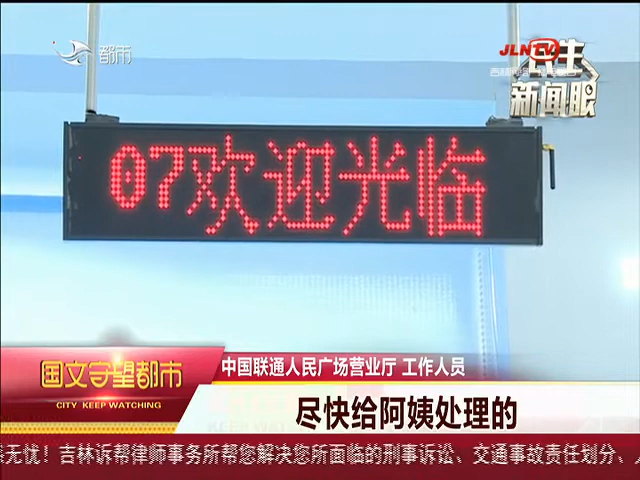 都市
JLNTV
民生
新闻眼
07欢迎光临
中国联通人民广场营业厅 工作人员
国文守望都市
CITY KEEP WATCHING
尽快给阿姨处理的
无忧！吉林诉帮律师事务所帮您解决您所面临的刑事诉讼、交通事故责任划分、